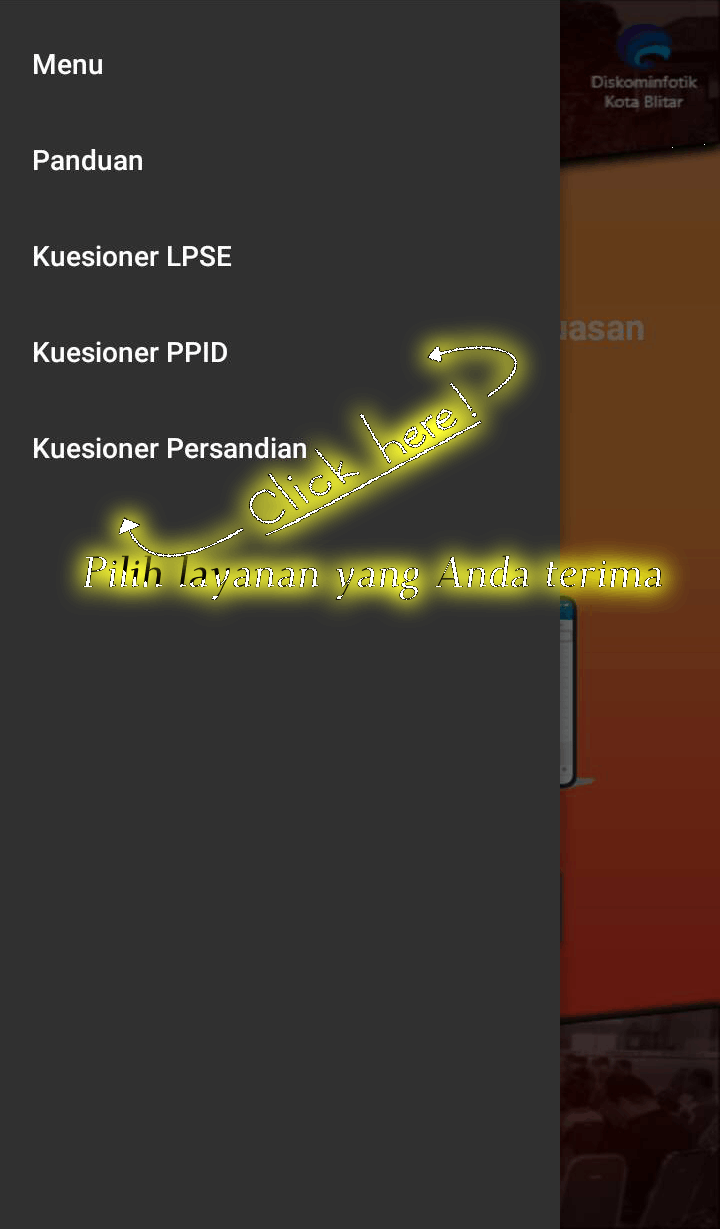 Menu
Diskominfotik
Kota Blitar
Panduan
Kuesioner LPSE
uasan
Kuesioner PPID
Click here!
Kuesioner Persandian
Pilih layanan yang Anda terima